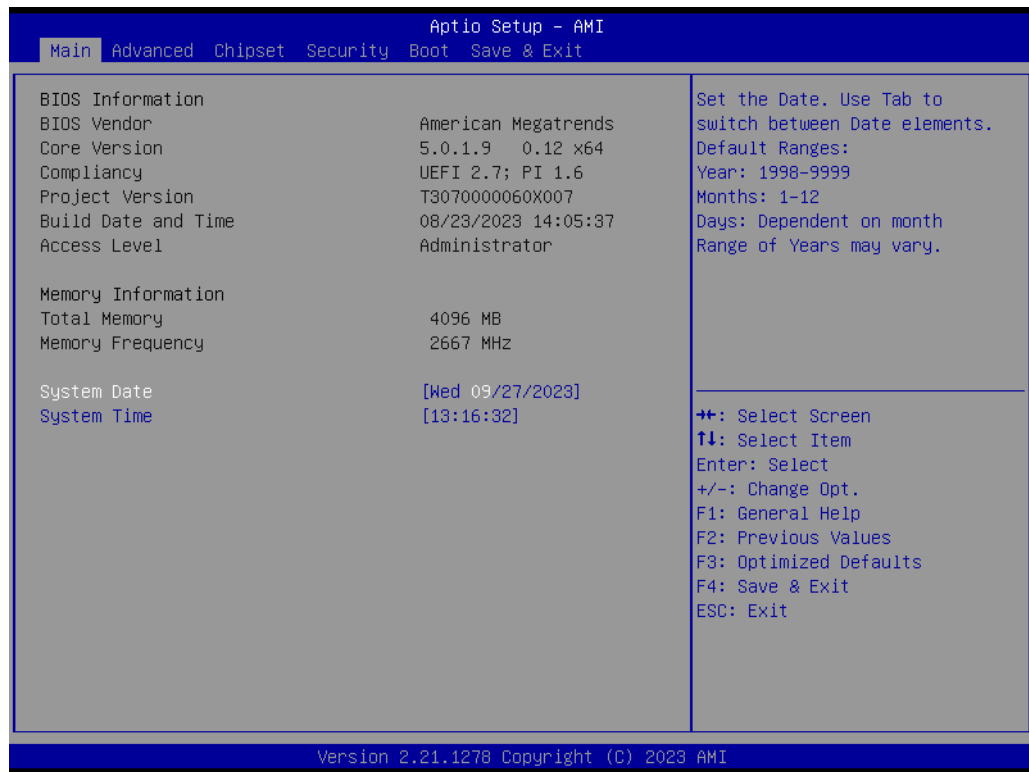 Aptio Setup – AMI
Main Advanced Chipset Security Boot Save & Exit
BIOS Information
BIOS Vendor American Megatrends
Core Version 5.0.1.9 0.12 x64
Compliancy UEFI 2.7; PI 1.6
Project Version T3070000060X007
Build Date and Time 08/23/2023 14:05:37
Access Level Administrator
Memory Information
Total Memory 4096 MB
Memory Frequency 2667 MHz
System Date [Wed 09/27/2023]
System Time [13:16:32]
Set the Date. Use Tab to
switch between Date elements.
Default Ranges:
Year: 1998-9999
Months: 1-12
Days: Dependent on month
Range of Years may vary.
→←: Select Screen
↑↓: Select Item
Enter: Select
+/-: Change Opt.
F1: General Help
F2: Previous Values
F3: Optimized Defaults
F4: Save & Exit
ESC: Exit
Version 2.21.1278 Copyright (C) 2023 AMI